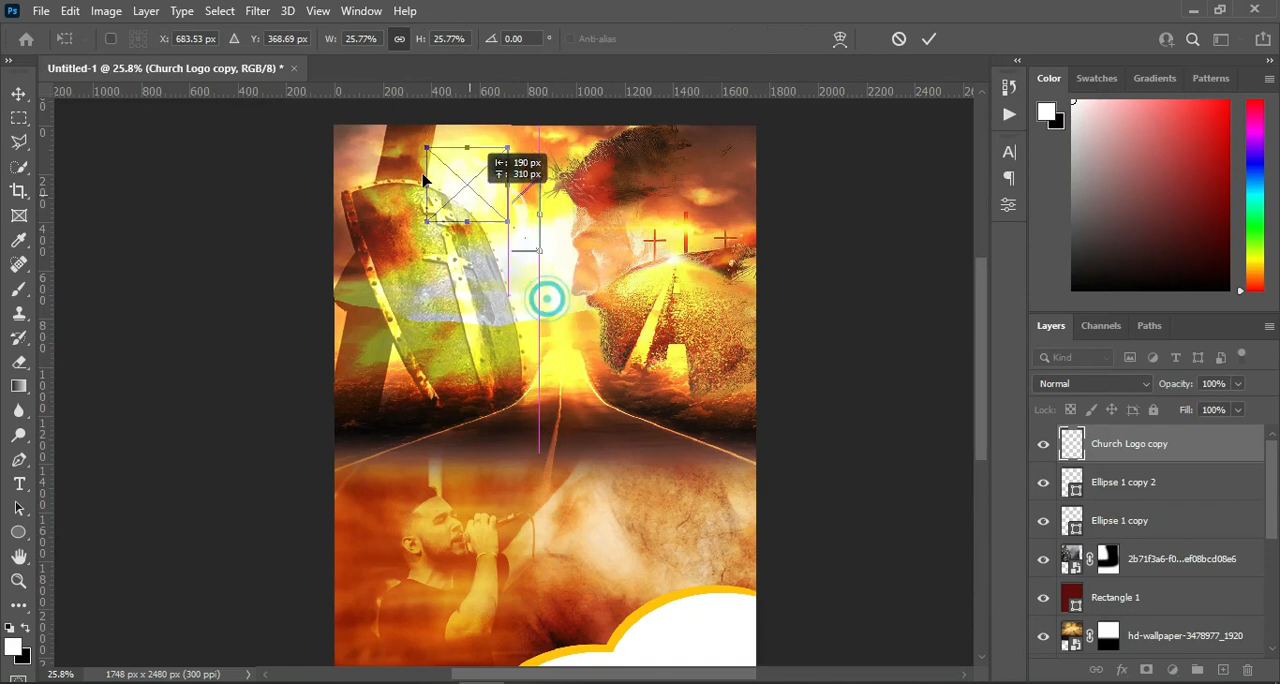 Ps File Edit Image Layer Type Select Filter 3D View Window Help
X: 683.53 px Y: 368.69 px W: 25.77% H: 25.77% 0.00 ° Anti-alias
Untitled-1 @ 25.8% (Church Logo copy, RGB/8) * ×
200 1000 800 600 400 200 0 200 400 600 800 1000 1200 1400 1600 1800 2000 2200 2400
190 px
310 px
Color Swatches Gradients Patterns
Layers Channels Paths
Kind
Normal Opacity: 100%
Lock: Fill: 100%
Church Logo copy
Ellipse 1 copy 2
Ellipse 1 copy
2b71f3a6-f0...ef08bcd08e6
Rectangle 1
hd-wallpaper-3478977_1920
25.8% 1748 px x 2480 px (300 ppi)